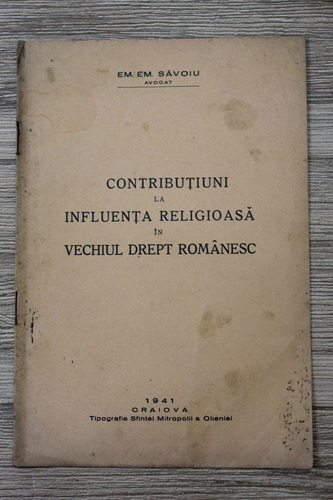 EM. EM. SĂVOIU
AVOCAT
CONTRIBUȚIUNI
LA
INFLUENȚA RELIGIOASĂ
ÎN
VECHIUL DREPT ROMÂNESC
1941
CRAIOVA
Tipografia Sfintei Mitropolii a Olteniei